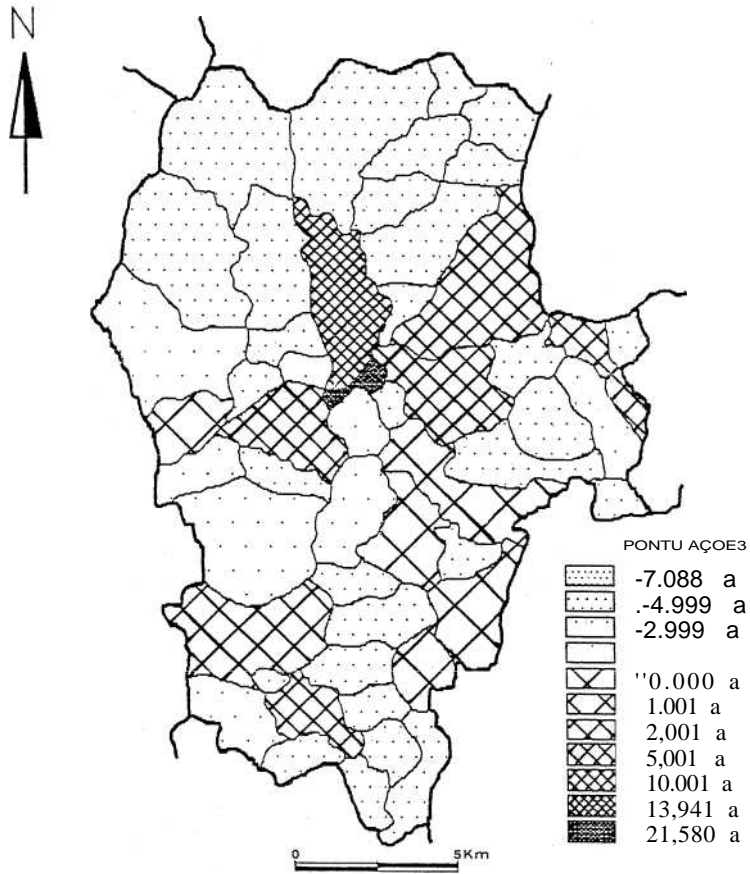 N
PONTU AÇOE3
-7.088 a
.-4.999 a
-2.999 a
"0.000 a
1.001 a
2,001 a
5,001 a
10.001 a
13,941 a
21,580 a
0 5Km